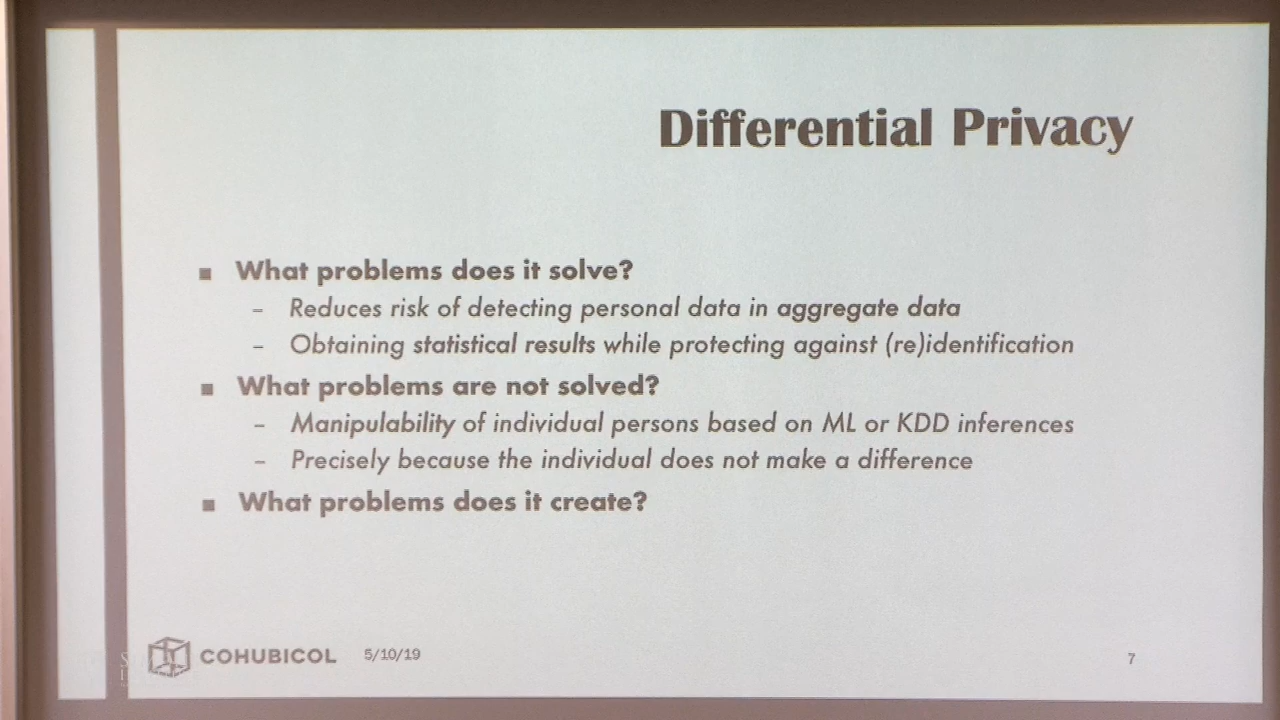 Differential Privacy
■ What problems does it solve?
– Reduces risk of detecting personal data in aggregate data
– Obtaining statistical results while protecting against (re)identification
■ What problems are not solved?
– Manipulability of individual persons based on ML or KDD inferences
– Precisely because the individual does not make a difference
■ What problems does it create?
COHUBICOL 5/10/19 7